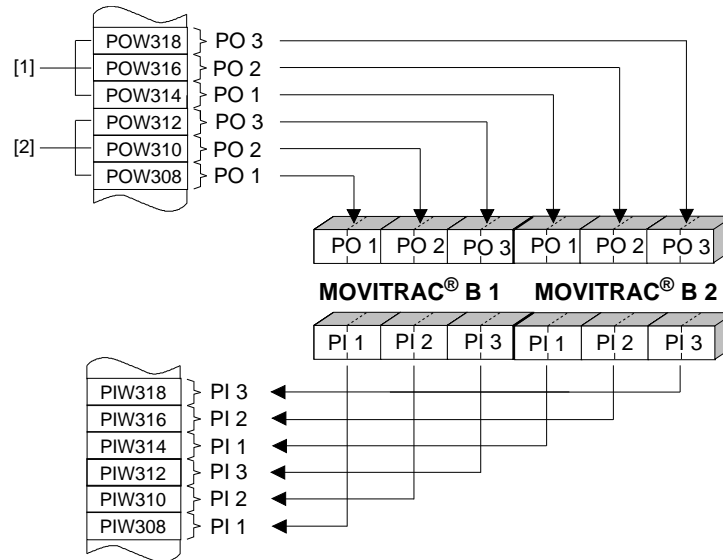 POW318 PO 3
[1] POW316 PO 2
POW314 PO 1
POW312 PO 3
[2] POW310 PO 2
POW308 PO 1
PO 1 PO 2 PO 3 PO 1 PO 2 PO 3
MOVITRAC® B 1 MOVITRAC® B 2
PI 1 PI 2 PI 3 PI 1 PI 2 PI 3
PIW318 PI 3
PIW316 PI 2
PIW314 PI 1
PIW312 PI 3
PIW310 PI 2
PIW308 PI 1